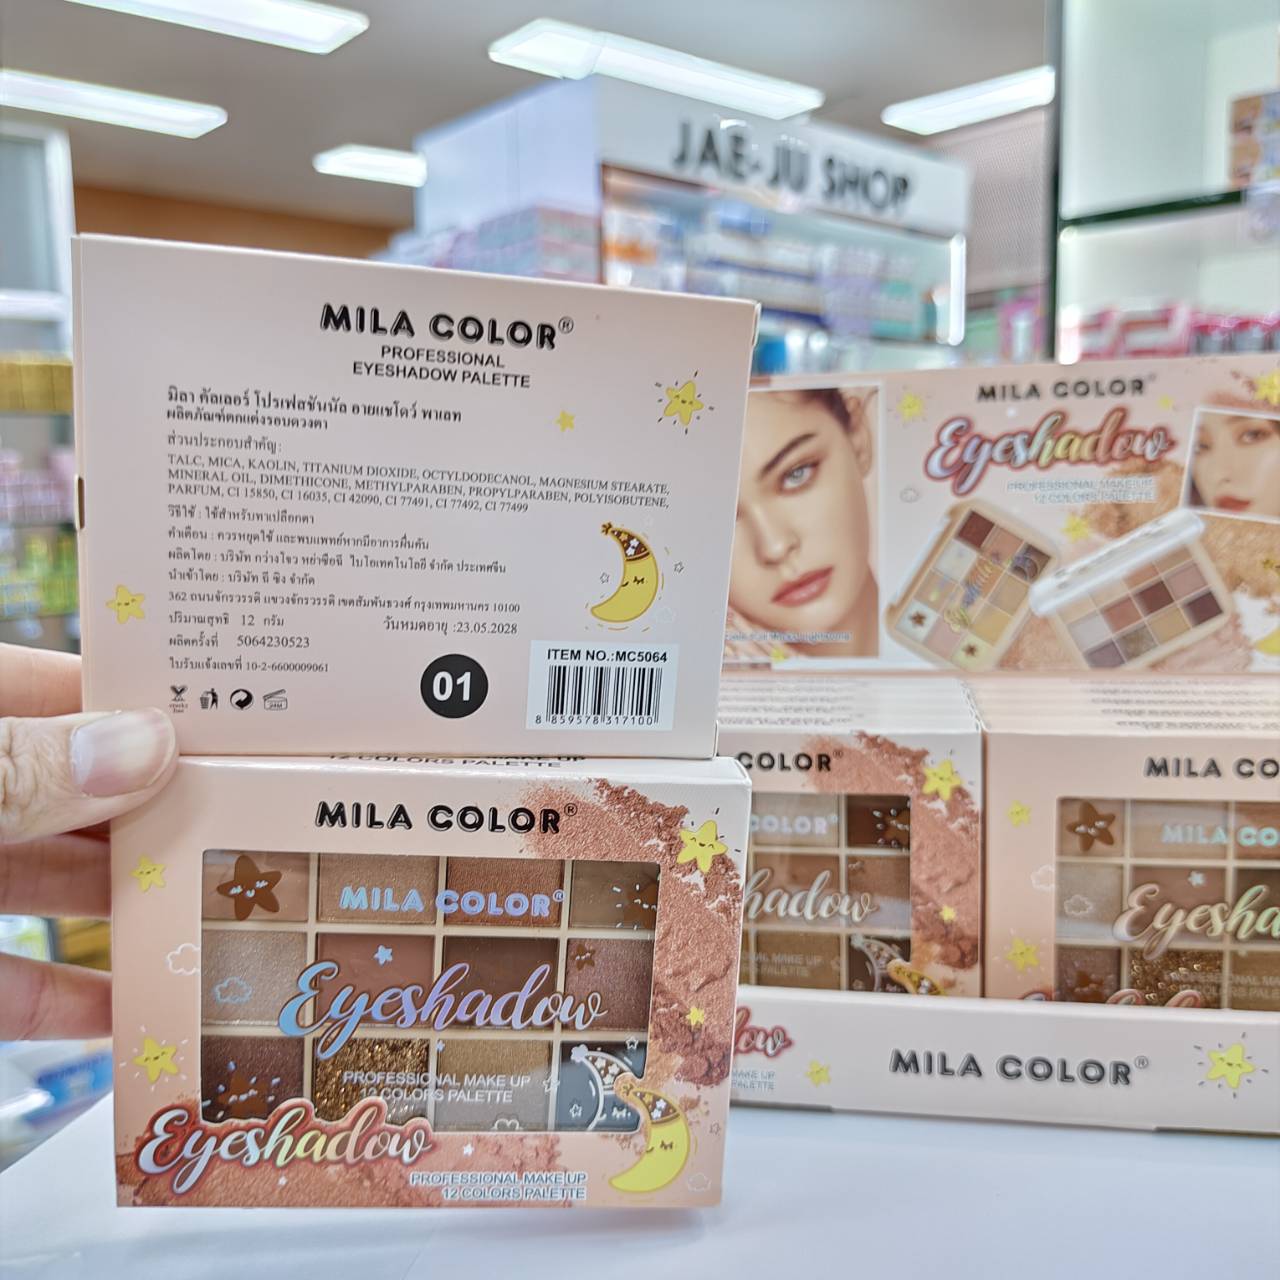 JAE-JU SHOP
MILA COLOR®
PROFESSIONAL
EYESHADOW PALETTE
มิลา คัลเลอร์ โปรเฟสชันนัล อายแชโดว์ พาเลท
ผลิตภัณฑ์ตกแต่งรอบดวงตา
ส่วนประกอบสำคัญ:
TALC, MICA, KAOLIN, TITANIUM DIOXIDE, OCTYLDODECANOL, MAGNESIUM STEARATE,
MINERAL OIL, DIMETHICONE, METHYLPARABEN, PROPYLPARABEN, POLYISOBUTENE,
PARFUM, CI 15850, CI 16035, CI 42090, CI 77491, CI 77492, CI 77499
วิธีใช้ : ใช้สำหรับทาเปลือกตา
คำเตือน : ควรหยุดใช้ และพบแพทย์หากมีอาการผื่นคัน
ผลิตโดย : บริษัท กว่างโจว หย่าซือฉี ไบโอเทคโนโลยี จำกัด ประเทศจีน
นำเข้าโดย : บริษัท ถี ซิง จำกัด
362 ถนนจักรวรรดิ แขวงจักรวรรดิ เขตสัมพันธวงศ์ กรุงเทพมหานคร 10100
ปริมาณสุทธิ 12 กรัม
วันหมดอายุ :23.05.2028
ผลิตครั้งที่ 5064230523
ใบรับแจ้งเลขที่ 10-2-6600009061
24M
01
ITEM NO.:MC5064
8 859578 317100
12 COLORS PALETTE
MILA COLOR®
MILA COLOR®
Eyeshadow
PROFESSIONAL MAKE UP
12 COLORS PALETTE
Eyeshadow
PROFESSIONAL MAKE UP
12 COLORS PALETTE
MILA COLOR®
Eyeshadow
PROFESSIONAL MAKE UP
12 COLORS PALETTE
COLOR®
COLOR®
hadow
ONAL MAKE UP
S PALETTE
MILA CO
MILA CO
Eyesha
ow
MILA COLOR®